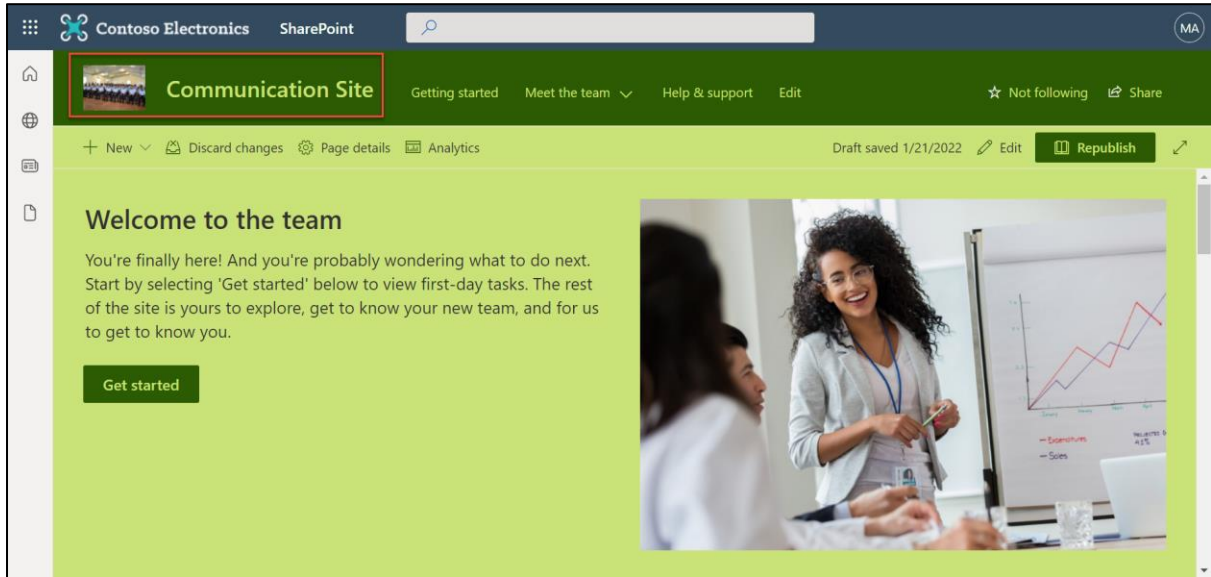 Contoso Electronics SharePoint MA
Communication Site Getting started Meet the team Help & support Edit Not following Share
New Discard changes Page details Analytics Draft saved 1/21/2022 Edit Republish
Welcome to the team
You're finally here! And you're probably wondering what to do next.
Start by selecting 'Get started' below to view first-day tasks. The rest
of the site is yours to explore, get to know your new team, and for us
to get to know you.
Get started
Expenditures
Sales